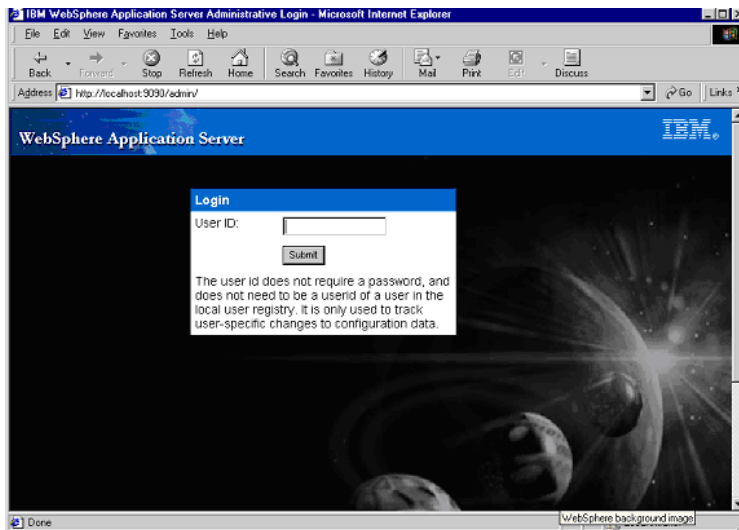 IBM WebSphere Application Server Administrative Login - Microsoft Internet Explorer
File Edit View Favorites Tools Help
Back Forward Stop Refresh Home Search Favorites History Mail Print Edit Discuss
Address http://localhost:9090/admin/ Go Links
WebSphere Application Server IBM
Login
User ID:
Submit
The user id does not require a password, and
does not need to be a userid of a user in the
local user registry. It is only used to track
user-specific changes to configuration data.
WebSphere background image
Done